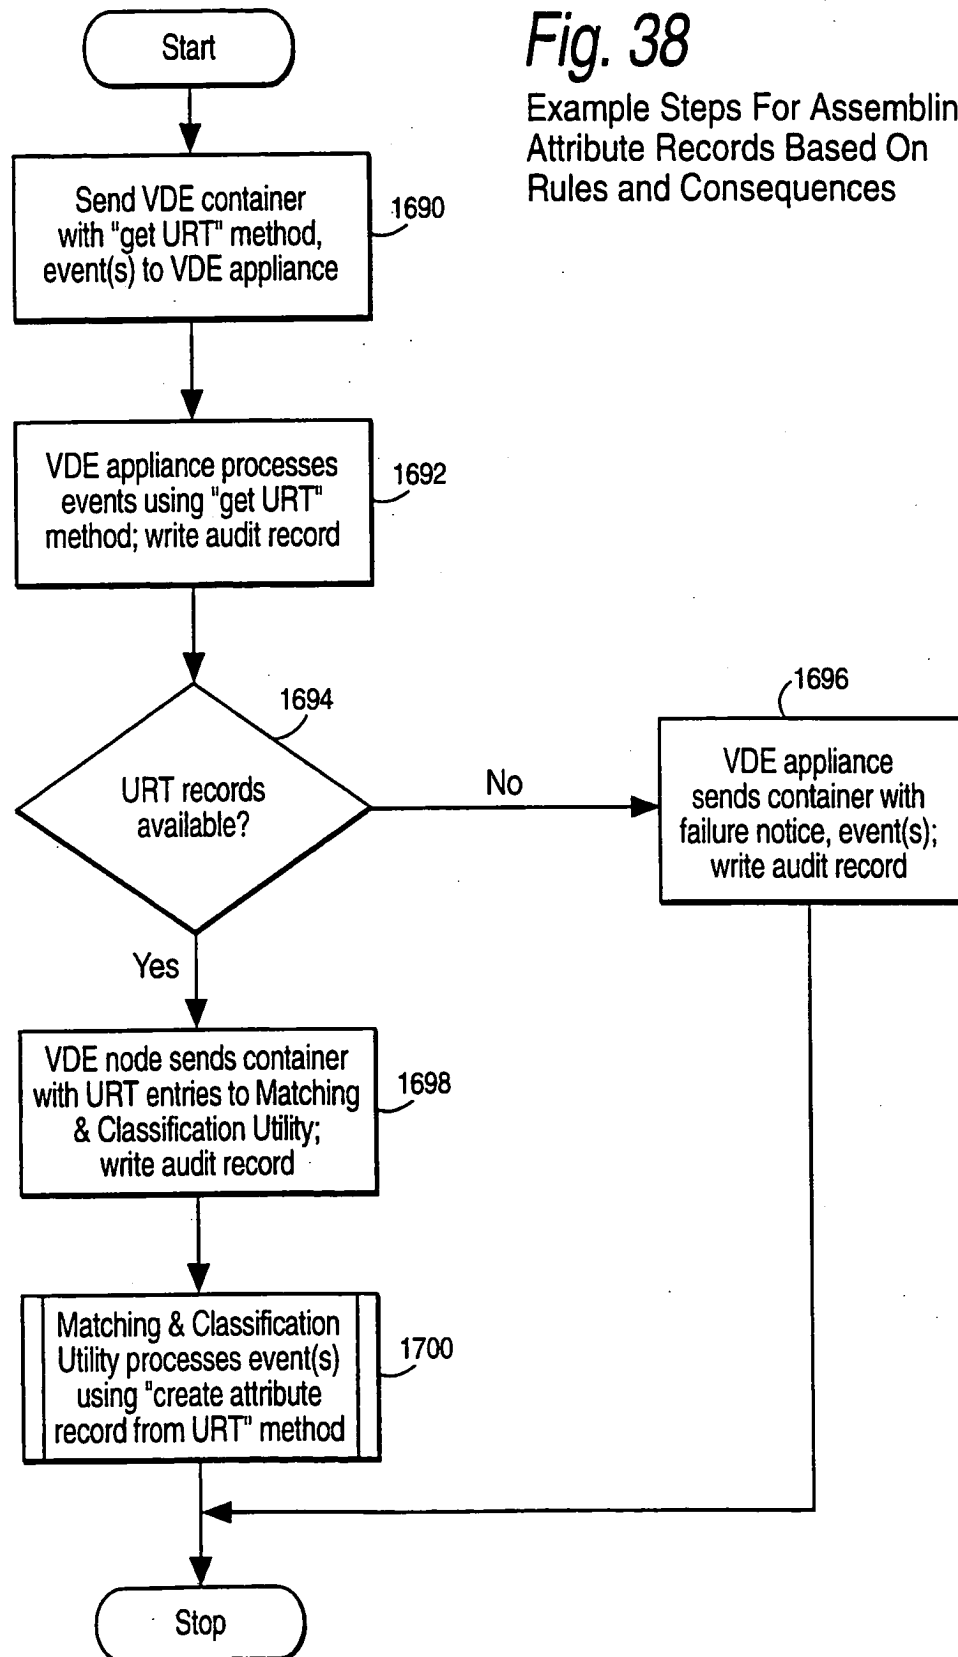 Start
Fig. 38
Example Steps For Assemblin
Attribute Records Based On
Rules and Consequences
Send VDE container
with "get URT" method,
event(s) to VDE appliance
1690
VDE appliance processes
events using "get URT"
method; write audit record
1692
URT records
available?
1694
No
1696
VDE appliance
sends container with
failure notice, event(s);
write audit record
Yes
VDE node sends container
with URT entries to Matching
& Classification Utility;
write audit record
1698
Matching & Classification
Utility processes event(s)
using "create attribute
record from URT" method
1700
Stop